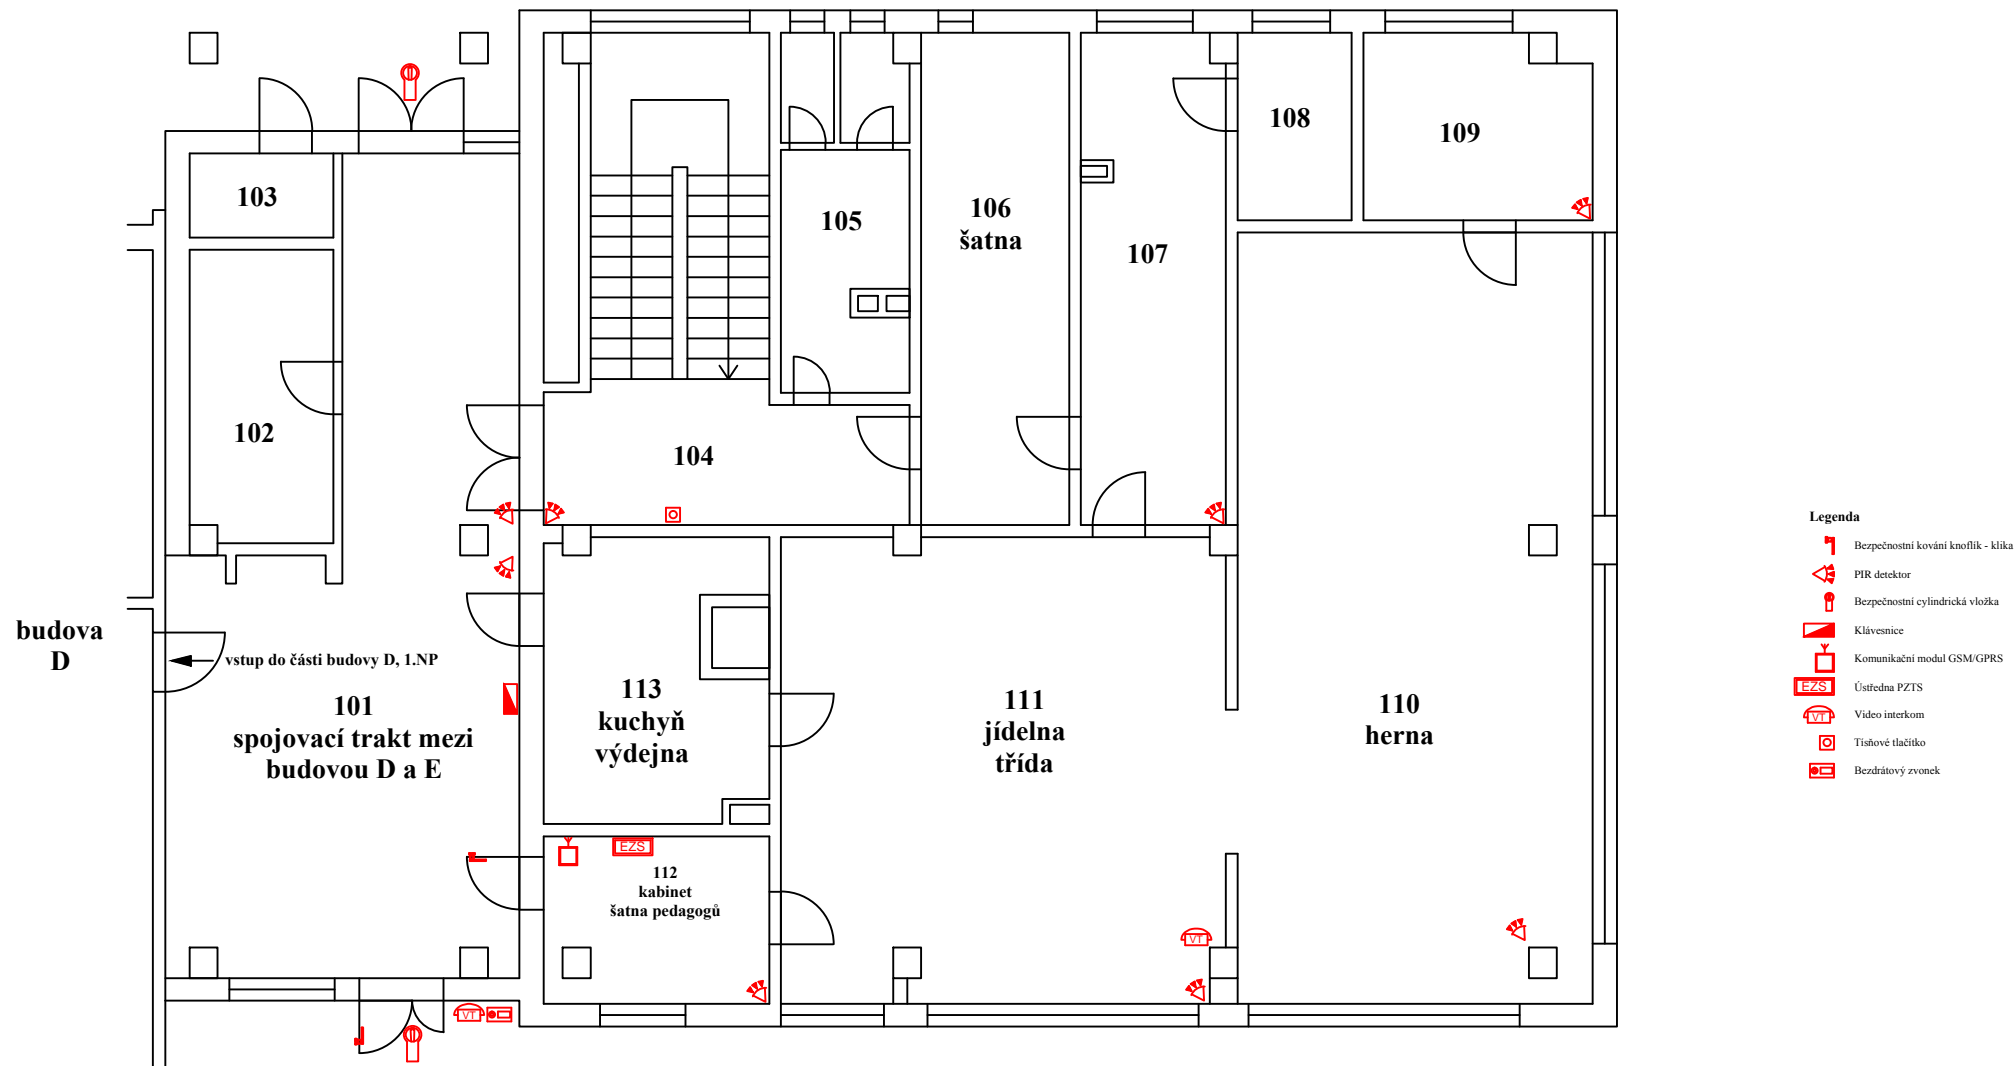 103
102
105
106
šatna
107
108
109
104
budova
D
vstup do části budovy D, 1.NP
101
spojovací trakt mezi
budovou D a E
113
kuchyň
výdejna
111
jídelna
třída
110
herna
EZS
112
kabinet
šatna pedagogů
VT
VT
Legenda
Bezpečnostní kování knoflík - klika
PIR detektor
Bezpečnostní cylindrická vložka
Klávesnice
Komunikační modul GSM/GPRS
EZS Ústředna PZTS
VT Video interkom
Tísňové tlačítko
Bezdrátový zvonek